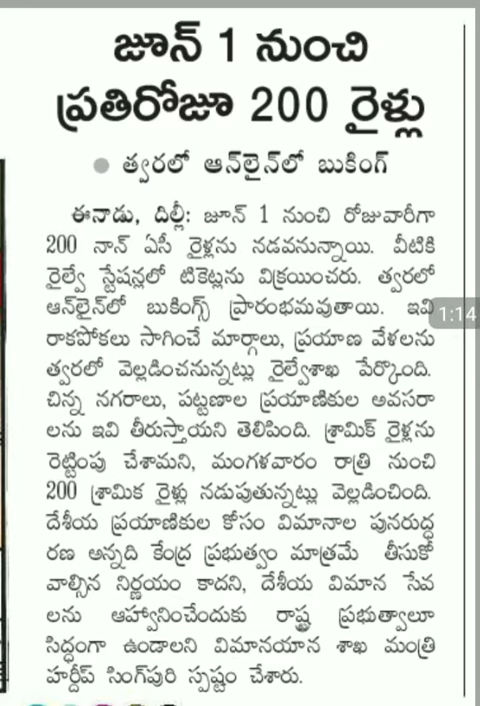 జూన్ 1 నుంచి
ప్రతిరోజూ 200 రైళ్లు
త్వరలో ఆన్‌లైన్‌లో బుకింగ్
ఈనాడు, దిల్లీ: జూన్ 1 నుంచి రోజువారీగా
200 నాన్ ఏసీ రైళ్లను నడవనున్నాయి. వీటికి
రైల్వే స్టేషన్లలో టికెట్లను విక్రయించరు. త్వరలో
ఆన్‌లైన్‌లో బుకింగ్స్ ప్రారంభమవుతాయి. ఇవి
1:14
రాకపోకలు సాగించే మార్గాలు, ప్రయాణ వేళలను
త్వరలో వెల్లడించనున్నట్లు రైల్వేశాఖ పేర్కొంది.
చిన్న నగరాలు, పట్టణాల ప్రయాణికుల అవసరా
లను ఇవి తీరుస్తాయని తెలిపింది. శ్రామిక్ రైళ్లను
రెట్టింపు చేశామని, మంగళవారం రాత్రి నుంచి
200 శ్రామిక రైళ్లు నడుపుతున్నట్లు వెల్లడించింది.
దేశీయ ప్రయాణికుల కోసం విమానాల పునరుద్ధ
రణ అన్నది కేంద్ర ప్రభుత్వం మాత్రమే తీసుకో
వాల్సిన నిర్ణయం కాదని, దేశీయ విమాన సేవ
లను ఆహ్వానించేందుకు రాష్ట్ర ప్రభుత్వాలూ
సిద్ధంగా ఉండాలని విమానయాన శాఖ మంత్రి
హర్దీప్ సింగ్‌పురి స్పష్టం చేశారు.